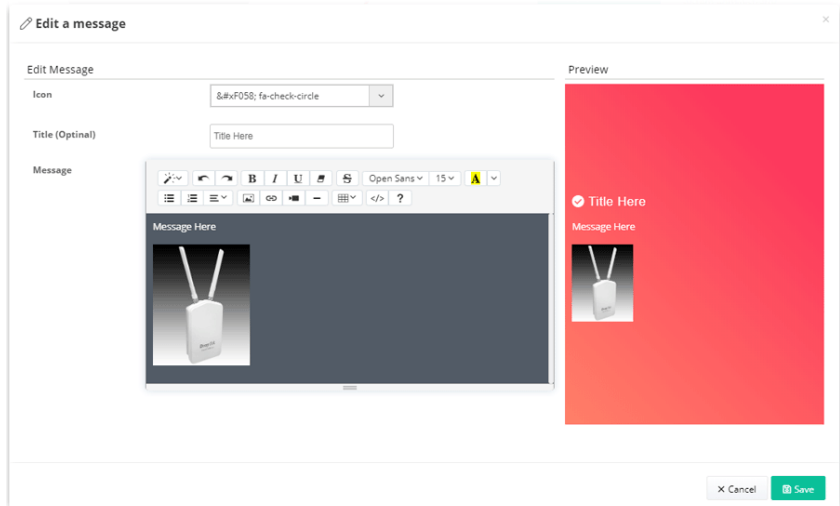 Edit a message
×
Edit Message
Icon
&#xF058; fa-check-circle
Title (Optinal)
Title Here
Message
B I U S Open Sans 15 A
</> ?
Message Here
Preview
Title Here
Message Here
× Cancel
Save